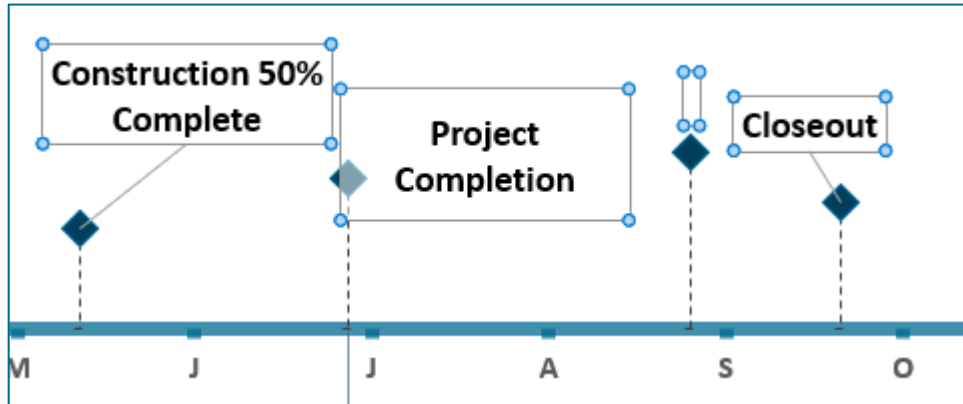 Construction 50%
Complete
Project
Completion
Closeout
M J J A S O